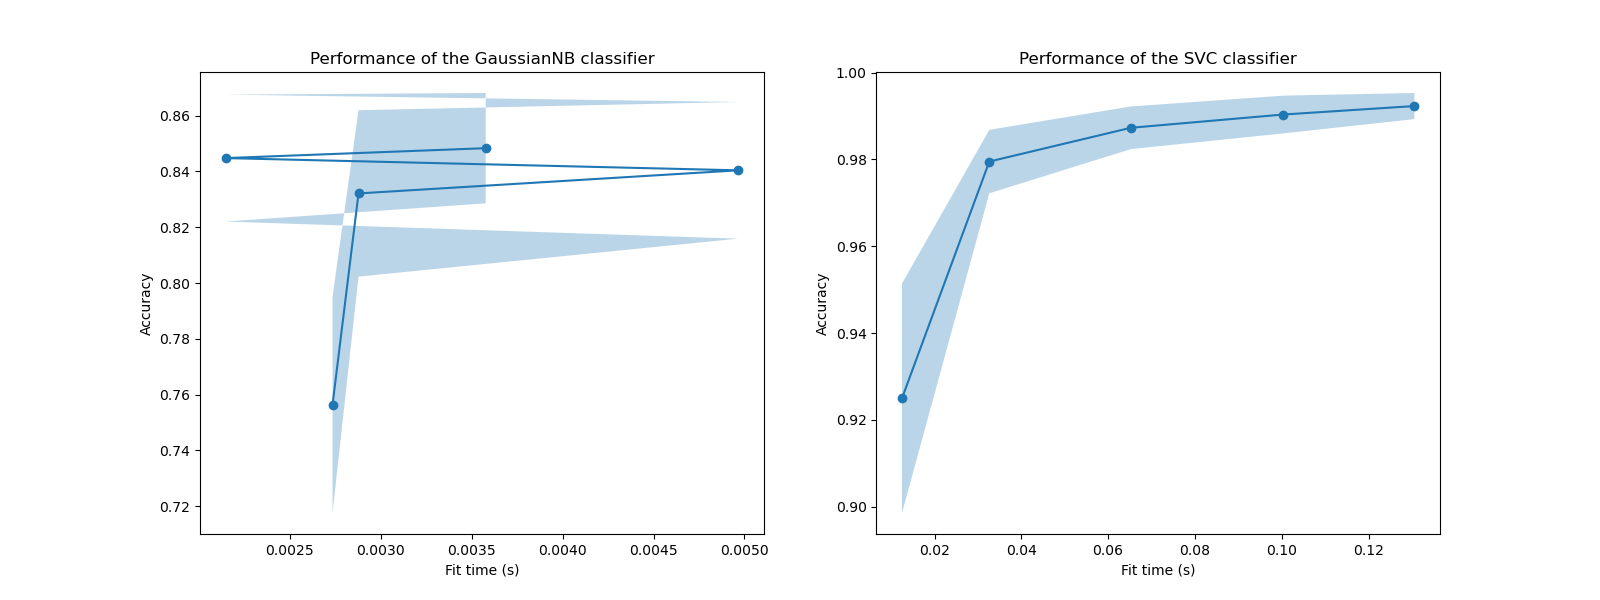 Performance of the GaussianNB classifier
Accuracy
0.86
0.84
0.82
0.80
0.78
0.76
0.74
0.72
0.0025 0.0030 0.0035 0.0040 0.0045 0.0050
Fit time (s)
Performance of the SVC classifier
Accuracy
1.00
0.98
0.96
0.94
0.92
0.90
0.02 0.04 0.06 0.08 0.10 0.12
Fit time (s)